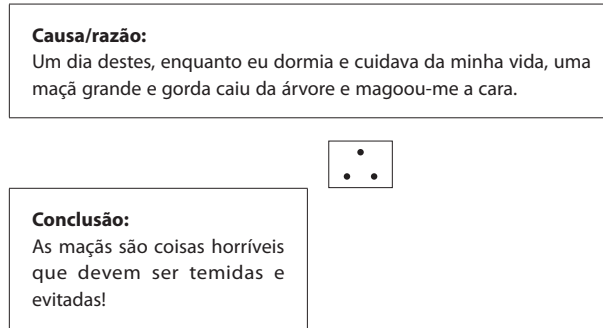 Causa/razão:
Um dia destes, enquanto eu dormia e cuidava da minha vida, uma
maçã grande e gorda caiu da árvore e magoou-me a cara.
Conclusão:
As maçãs são coisas horríveis
que devem ser temidas e
evitadas!